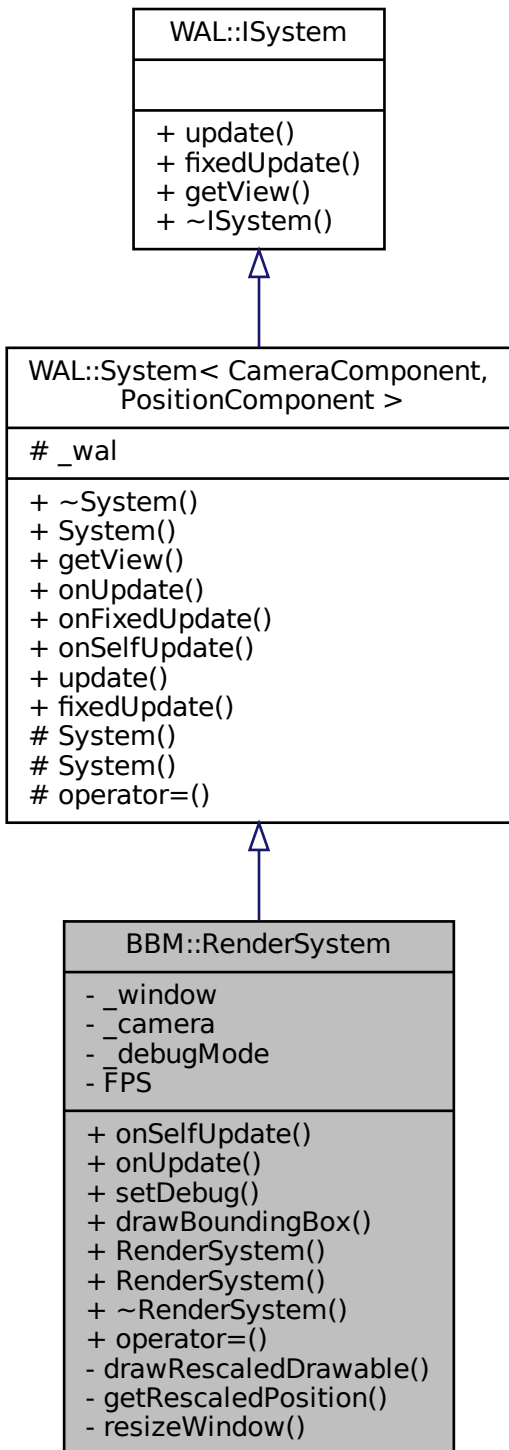 WAL::ISystem
+ update()
+ fixedUpdate()
+ getView()
+ ~ISystem()
WAL::System< CameraComponent,
PositionComponent >
# _wal
+ ~System()
+ System()
+ getView()
+ onUpdate()
+ onFixedUpdate()
+ onSelfUpdate()
+ update()
+ fixedUpdate()
# System()
# System()
# operator=()
BBM::RenderSystem
- _window
- _camera
- _debugMode
- FPS
+ onSelfUpdate()
+ onUpdate()
+ setDebug()
+ drawBoundingBox()
+ RenderSystem()
+ RenderSystem()
+ ~RenderSystem()
+ operator=()
- drawRescaledDrawable()
- getRescaledPosition()
- resizeWindow()